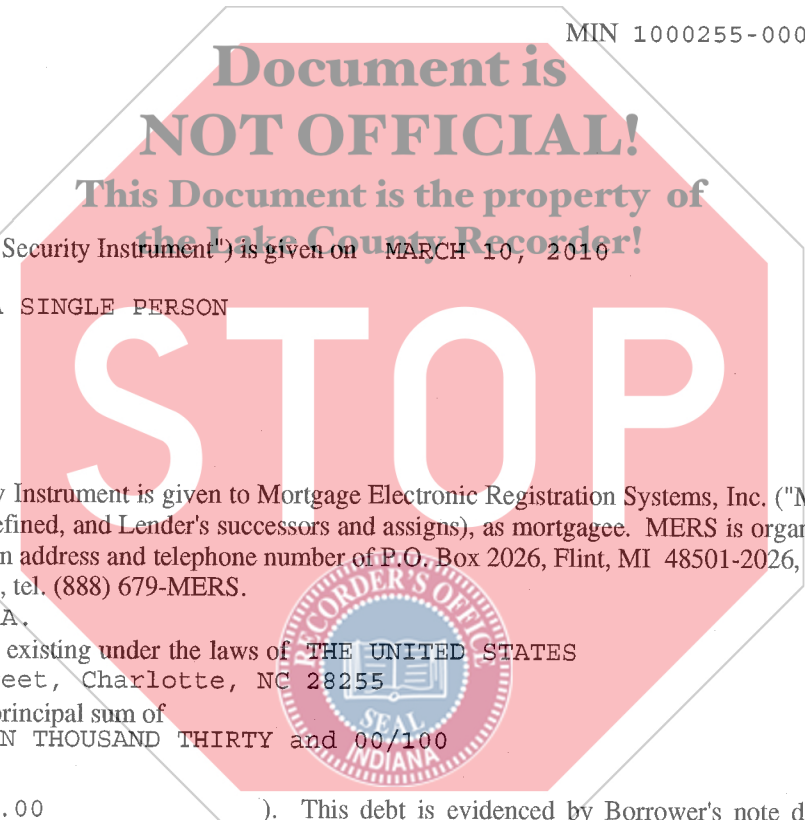 MIN 1000255-000
Document is
NOT OFFICIAL!
This Document is the property of
the Lake County Recorder!
Security Instrument") is given on MARCH 10, 2010
A SINGLE PERSON
STOP
Instrument is given to Mortgage Electronic Registration Systems, Inc. ("M
efined, and Lender's successors and assigns), as mortgagee. MERS is organ
n address and telephone number of P.O. Box 2026, Flint, MI 48501-2026,
, tel. (888) 679-MERS.
RECORDER'S OFFICE
A.
existing under the laws of THE UNITED STATES
eet, Charlotte, NC 28255
principal sum of
SEAL
N THOUSAND THIRTY and 00/100
INDIANA
.00 ). This debt is evidenced by Borrower's note d